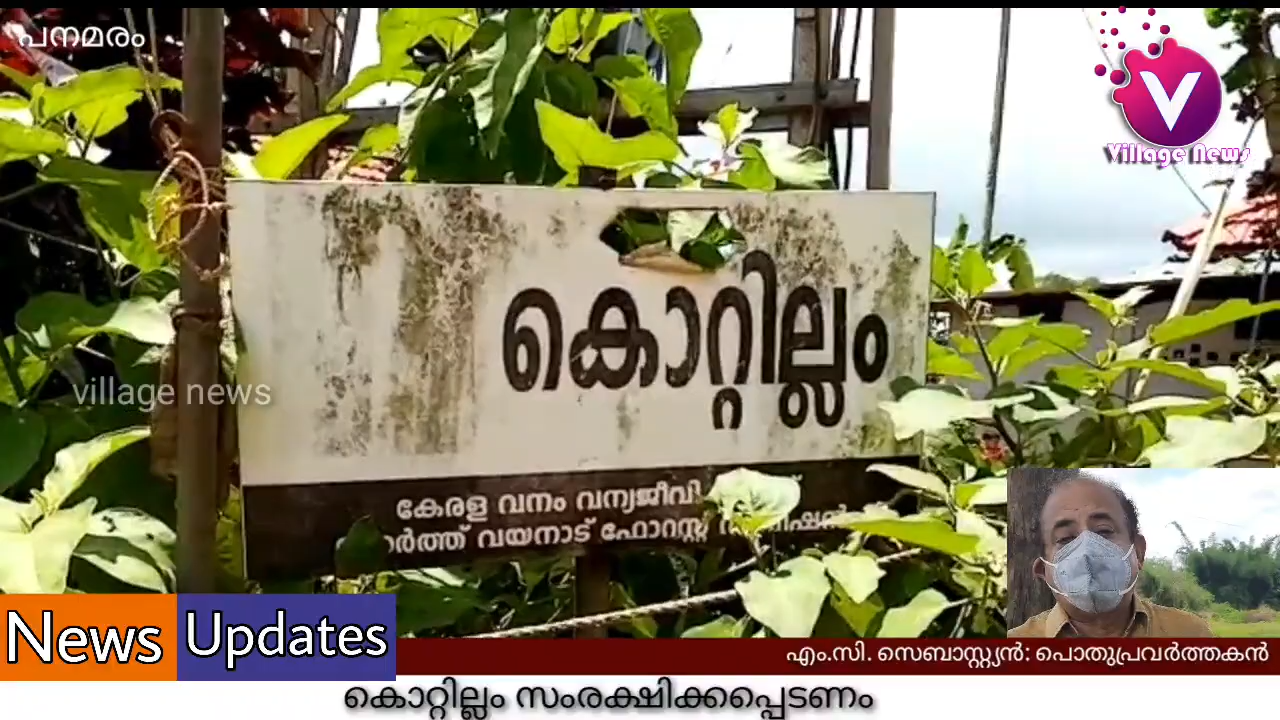 പനമരം
V
Village News
കൊറ്റില്ലം
village news
കേരള വനം വന്യജീവി
വയനാട് ഫോറസ്റ്റ്
News Updates
എം.സി. സെബാസ്റ്റ്യൻ: പൊതുപ്രവർത്തകൻ
കൊറ്റില്ലം സംരക്ഷിക്കപ്പെടണം